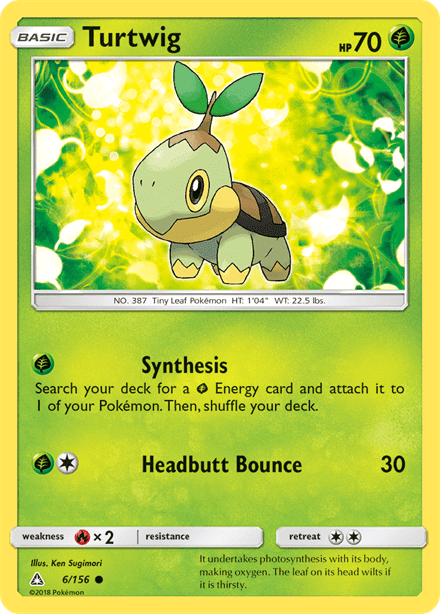 BASIC Turtwig HP 70
NO. 387 Tiny Leaf Pokémon HT: 1'04" WT: 22.5 lbs.
Synthesis
Search your deck for a Energy card and attach it to
1 of your Pokémon. Then, shuffle your deck.
Headbutt Bounce 30
weakness × 2 resistance retreat
Illus. Ken Sugimori
6/156
©2018 Pokémon
It undertakes photosynthesis with its body,
making oxygen. The leaf on its head wilts if
it is thirsty.